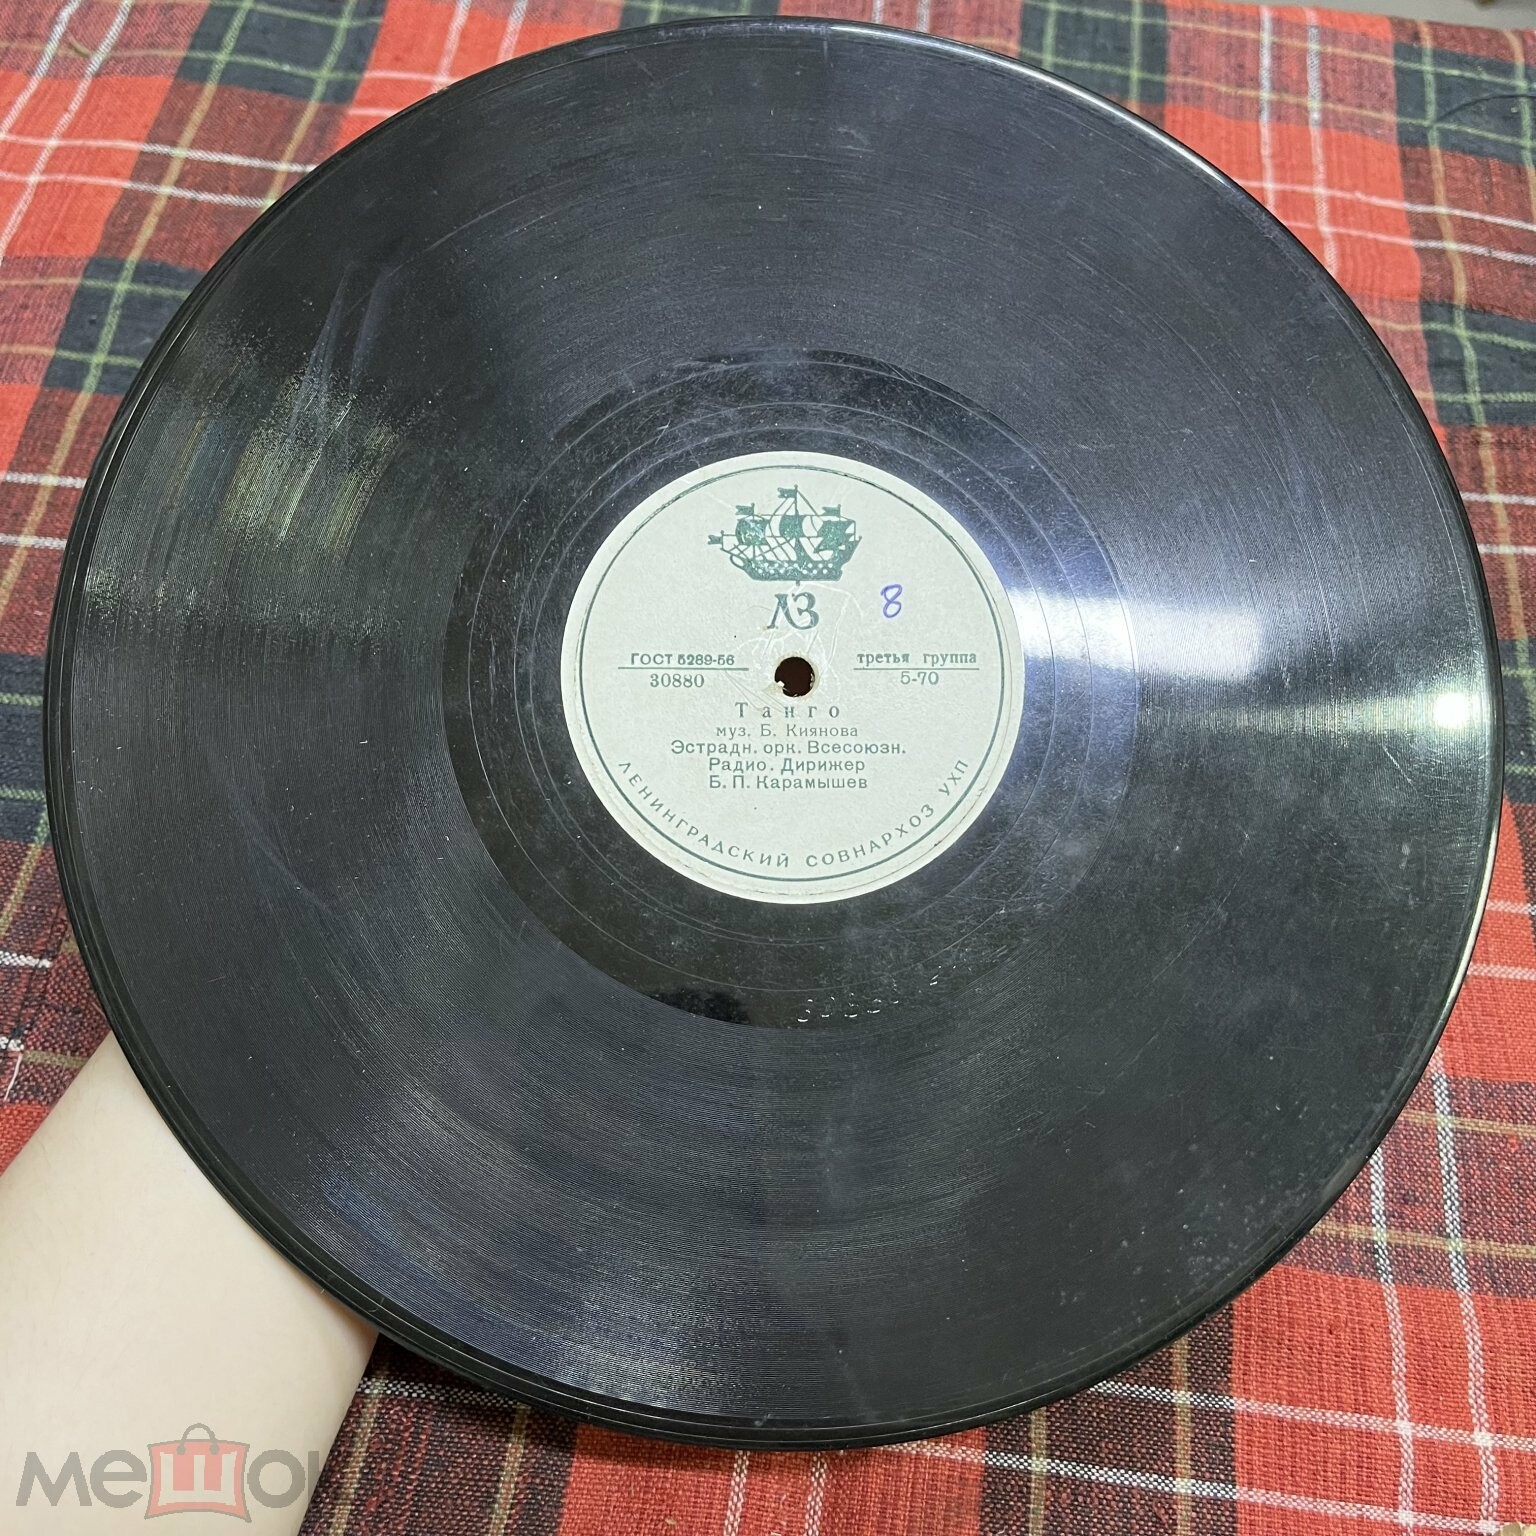 ЛЗ
8
ГОСТ 5289-56
30880
третья группа
5-70
Танго
муз. Б. Киянова
Эстрадн. орк. Всесоюзн.
Радио. Дирижер
Б. П. Карамышев
ЛЕНИНГРАДСКИЙ СОВНАРХОЗ УХП
мешок